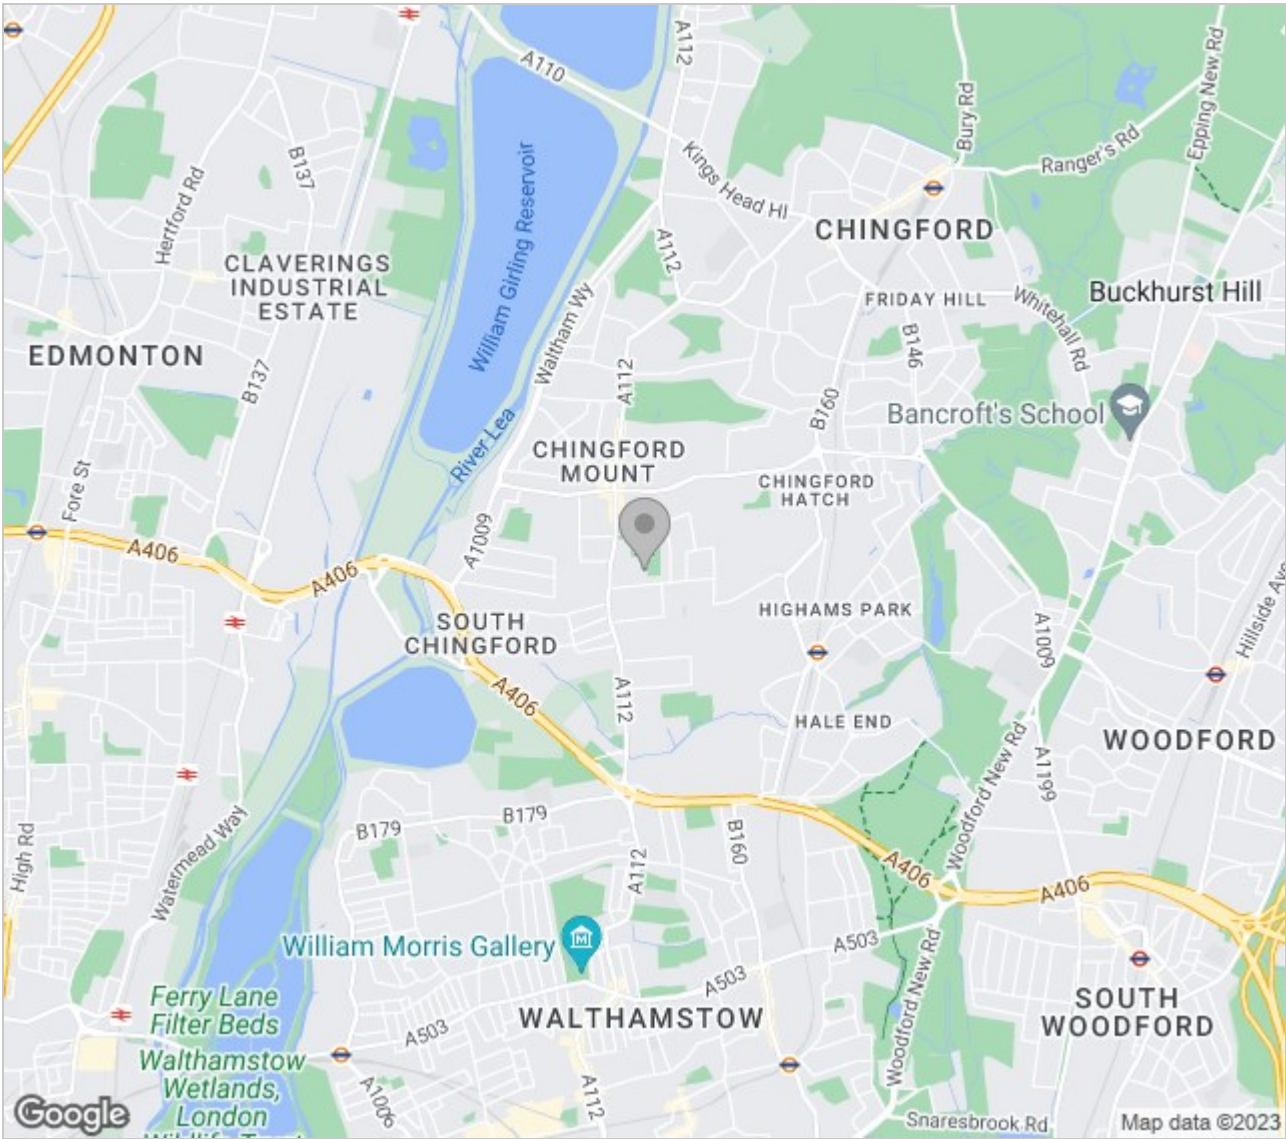 A112
A110
Bury Rd
Epping New Rd
Ranger's Rd
B137
Kings Head Hl
Hertford Rd
William Girling Reservoir
CHINGFORD
A112
CLAVERINGS
INDUSTRIAL
ESTATE
FRIDAY HILL
Whitehall Rd
Buckhurst Hill
Waltham Wy
B146
EDMONTON
B137
A112
B160
Bancroft's School
River Lea
CHINGFORD
MOUNT
CHINGFORD
HATCH
Fore St
A1009
A406
A406
Hillside Av
SOUTH
CHINGFORD
HIGHAMS PARK
A1009
A406
A112
HALE END
WOODFORD
Woodford New Rd
A1199
B179
B179
B160
High Rd
Watermead Way
A112
A406
A406
William Morris Gallery
A503
Woodford New Rd
A503
Ferry Lane
Filter Beds
WALTHAMSTOW
SOUTH
WOODFORD
A503
Walthamstow
Wetlands,
London
A1006
A112
Snaresbrook Rd
Google
Map data ©2023